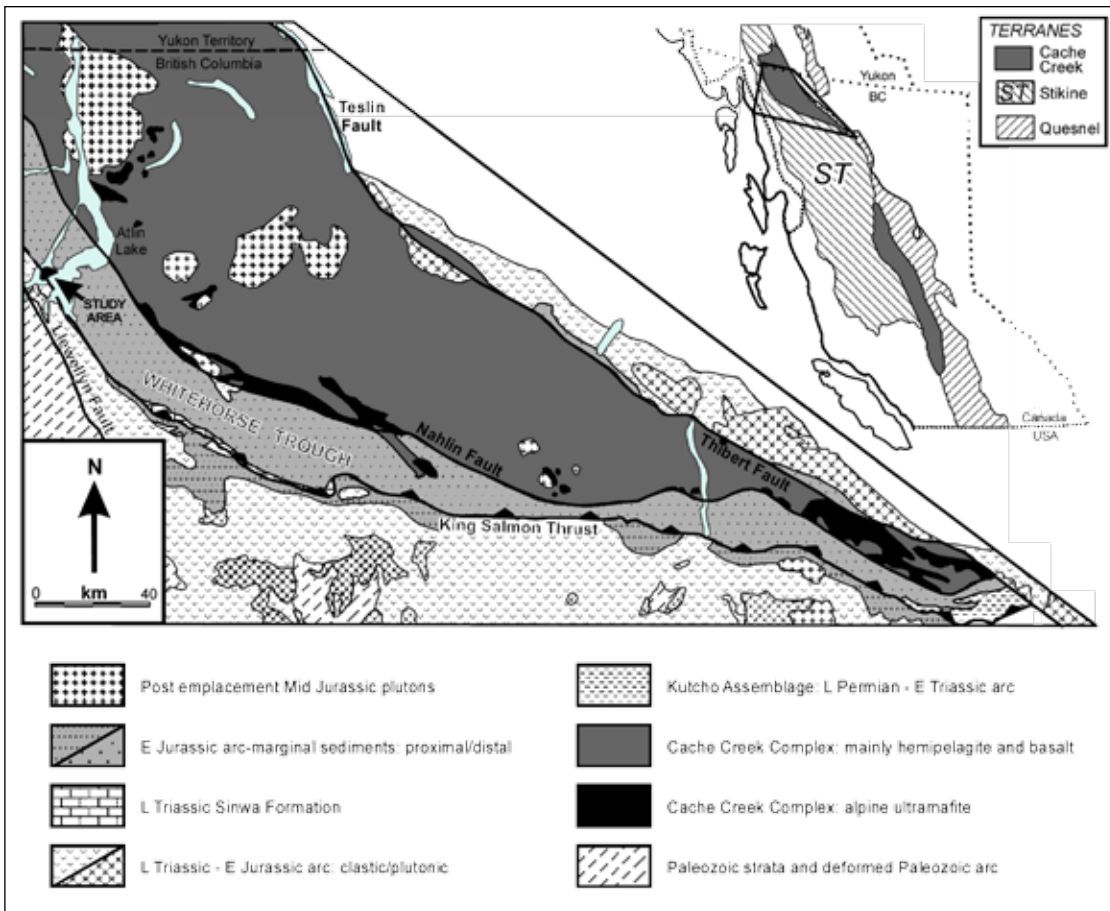 Yukon Territory
British Columbia
Teslin
Fault
Atlin
Lake
STUDY
AREA
Llewellyn Fault
WHITEHORSE TROUGH
Nahlin Fault
Thibert Fault
King Salmon Thrust
N
0 40
km
TERRANES
Cache
Creek
ST Stikine
Quesnel
Yukon
BC
ST
Canada
USA
Post emplacement Mid Jurassic plutons
E Jurassic arc-marginal sediments: proximal/distal
L Triassic Sinwa Formation
L Triassic - E Jurassic arc: clastic/plutonic
Kutcho Assemblage: L Permian - E Triassic arc
Cache Creek Complex: mainly hemipelagite and basalt
Cache Creek Complex: alpine ultramafite
Paleozoic strata and deformed Paleozoic arc